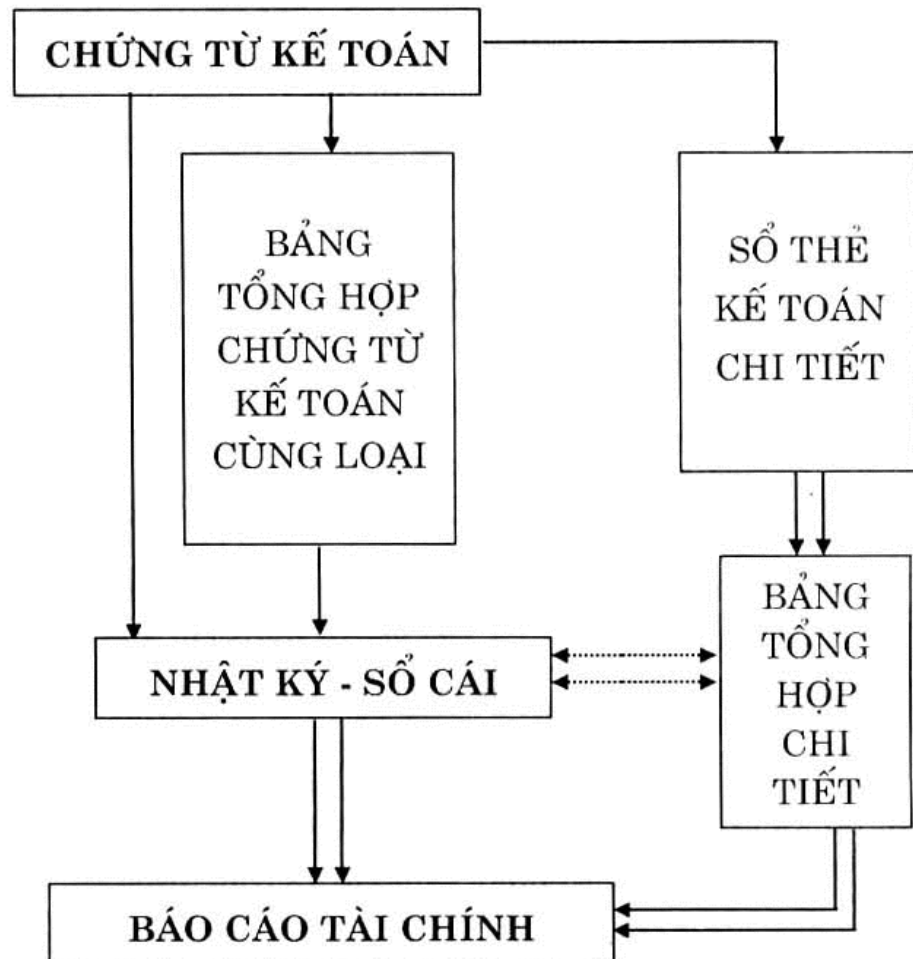 CHỨNG TỪ KẾ TOÁN
BẢNG
TỔNG HỢP
CHỨNG TỪ
KẾ TOÁN
CÙNG LOẠI
SỔ THẺ
KẾ TOÁN
CHI TIẾT
NHẬT KÝ - SỔ CÁI
BẢNG
TỔNG
HỢP
CHI
TIẾT
BÁO CÁO TÀI CHÍNH